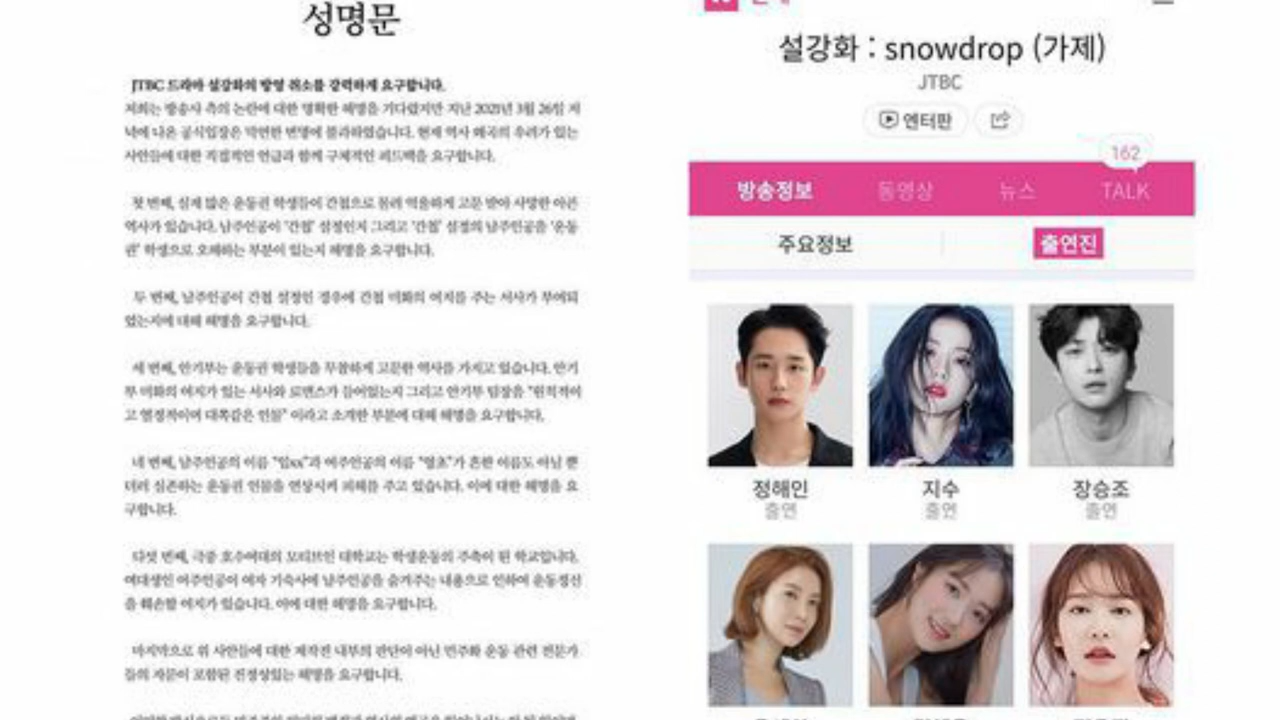 성명문
JTBC 드라마 설강화의 방영 취소를 강력하게 요구합니다.
저희는 방송사 측의 논란에 대한 명확한 해명을 기다렸지만 지난 2021년 3월 26일 저
녁에 나온 공식입장은 막연한 변명에 불과하였습니다. 현재 역사 왜곡의 우려가 있는
사안들에 대한 직접적인 언급과 함께 구체적인 피드백을 요구합니다.
첫 번째, 실제 많은 운동권 학생들이 간첩으로 몰려 억울하게 고문 받아 사망한 아픈
역사가 있습니다. 남주인공이 '간첩' 설정인지 그리고 '간첩' 설정의 남주인공을 '운동
권' 학생으로 오해하는 부분이 있는지 해명을 요구합니다.
두 번째, 남주인공이 간첩 설정인 경우에 간첩 미화의 여지를 주는 서사가 부여되
었는지에 대해 해명을 요구합니다.
세 번째, 안기부는 운동권 학생들을 무참하게 고문한 역사를 가지고 있습니다. 안기
부 미화의 여지가 있는 서사와 로맨스가 들어있는지 그리고 안기부 팀장을 "원칙적이
고 열정적이며 대쪽같은 인물" 이라고 소개한 부분에 대해 해명을 요구합니다.
네 번째, 남주인공의 이름 "임xx"과 여주인공의 이름 "영초"가 흔한 이름도 아닐 뿐
더러 실존하는 운동권 인물을 연상시켜 피해를 주고 있습니다. 이에 대한 해명을 요
구합니다.
다섯 번째, 극중 호수여대의 모티브인 대학교는 학생운동의 주축이 된 학교입니다.
여대생인 여주인공이 여자 기숙사에 남주인공을 숨겨주는 내용으로 인하여 운동정신
을 훼손할 여지가 있습니다. 이에 대한 해명을 요구합니다.
마지막으로 위 사안들에 대한 제작진 내부의 판단이 아닌 민주화 운동 관련 전문가
들의 자문이 포함된 진정성있는 해명을 요구합니다.
설강화 : snowdrop (가제)
JTBC
엔터판
162
방송정보 동영상 뉴스 TALK
주요정보 출연진
정해인 지수 장승조
출연 출연 출연